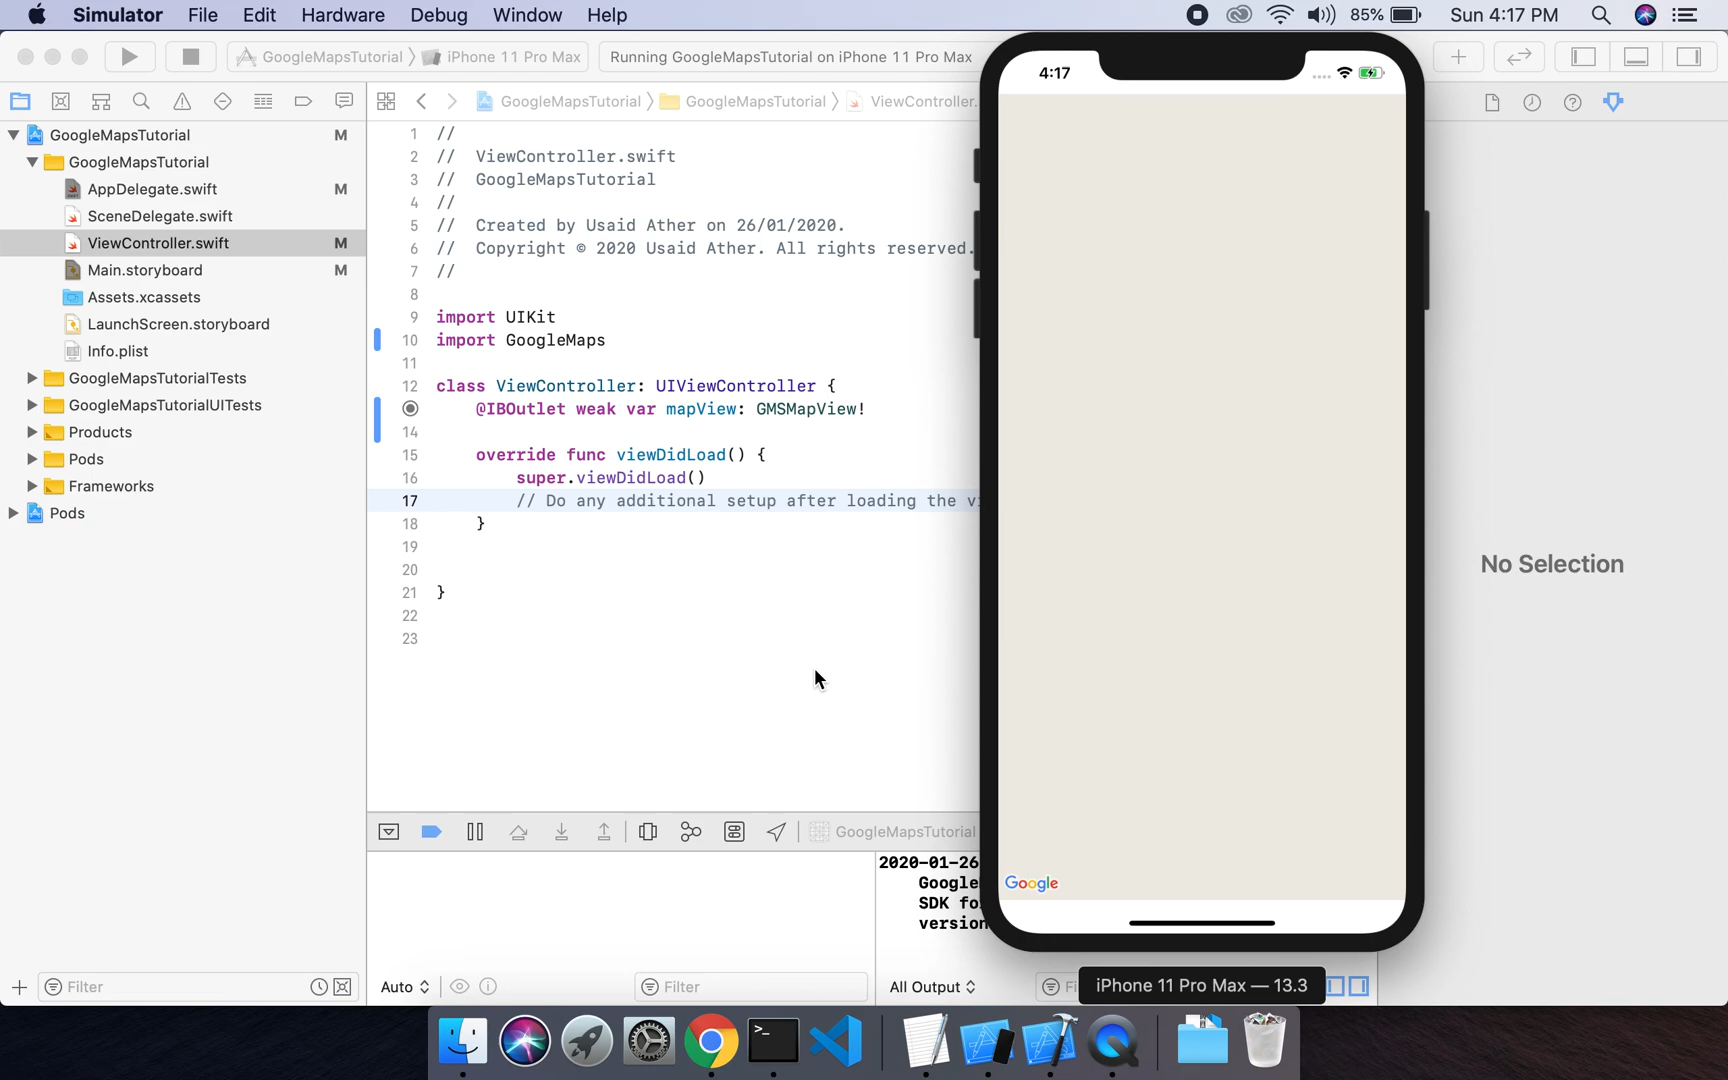 Simulator File Edit Hardware Debug Window Help 85% Sun 4:17 PM
GoogleMapsTutorial 〉 iPhone 11 Pro Max
Running GoogleMapsTutorial on iPhone 11 Pro Max
GoogleMapsTutorial 〉 GoogleMapsTutorial 〉 ViewController.
GoogleMapsTutorial M
GoogleMapsTutorial
AppDelegate.swift M
SceneDelegate.swift
ViewController.swift M
Main.storyboard M
Assets.xcassets
LaunchScreen.storyboard
Info.plist
GoogleMapsTutorialTests
GoogleMapsTutorialUITests
Products
Pods
Frameworks
Pods
1 //
2 // ViewController.swift
3 // GoogleMapsTutorial
4 //
5 // Created by Usaid Ather on 26/01/2020.
6 // Copyright © 2020 Usaid Ather. All rights reserved.
7 //
8
9 import UIKit
10 import GoogleMaps
11
12 class ViewController: UIViewController {
@IBOutlet weak var mapView: GMSMapView!
14
15 override func viewDidLoad() {
16 super.viewDidLoad()
17 // Do any additional setup after loading the
18 }
19
20
21 }
22
23
4:17
Google
No Selection
GoogleMapsTutorial
2020-01-26
Google
SDK
version
Filter
Auto
Filter
All Output
iPhone 11 Pro Max — 13.3